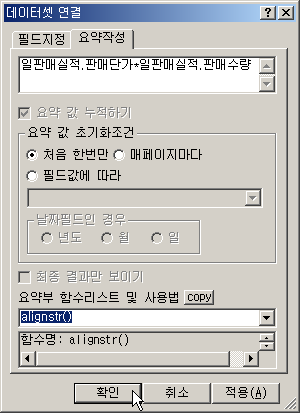 데이터셋 연결
필드지정 요약작성
일판매실적.판매단가*일판매실적.판매수량
요약 값 누적하기
요약 값 초기화조건
처음 한번만 매페이지마다
필드값에 따라
날짜필드인 경우
년도 월 일
최종 결과만 보이기
요약부 함수리스트 및 사용법 copy
alignstr()
함수명: alignstr()
확인 취소 적용(A)